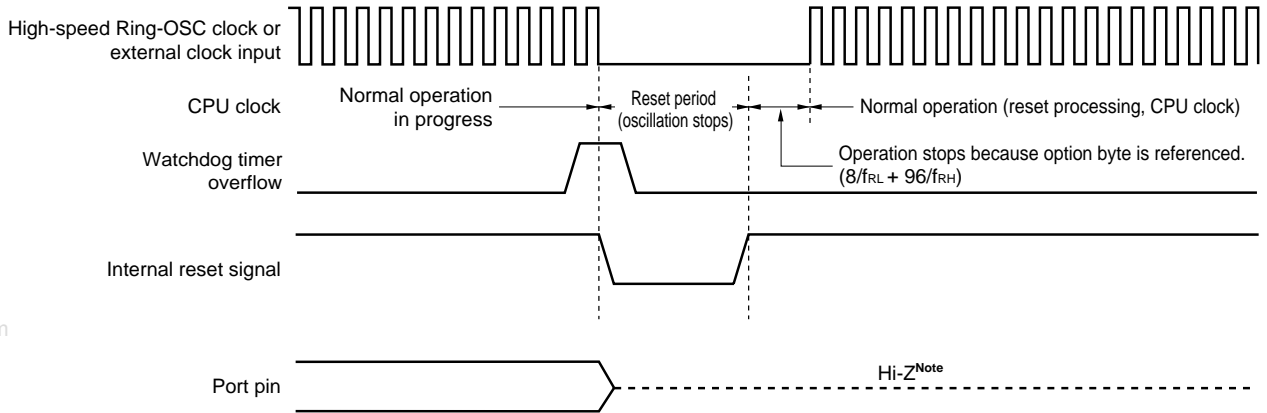 High-speed Ring-OSC clock or
external clock input
CPU clock
Normal operation
in progress
Reset period
(oscillation stops)
Normal operation (reset processing, CPU clock)
Operation stops because option byte is referenced.
(8/fRL + 96/fRH)
Watchdog timer
overflow
Internal reset signal
Port pin
Hi-ZNote